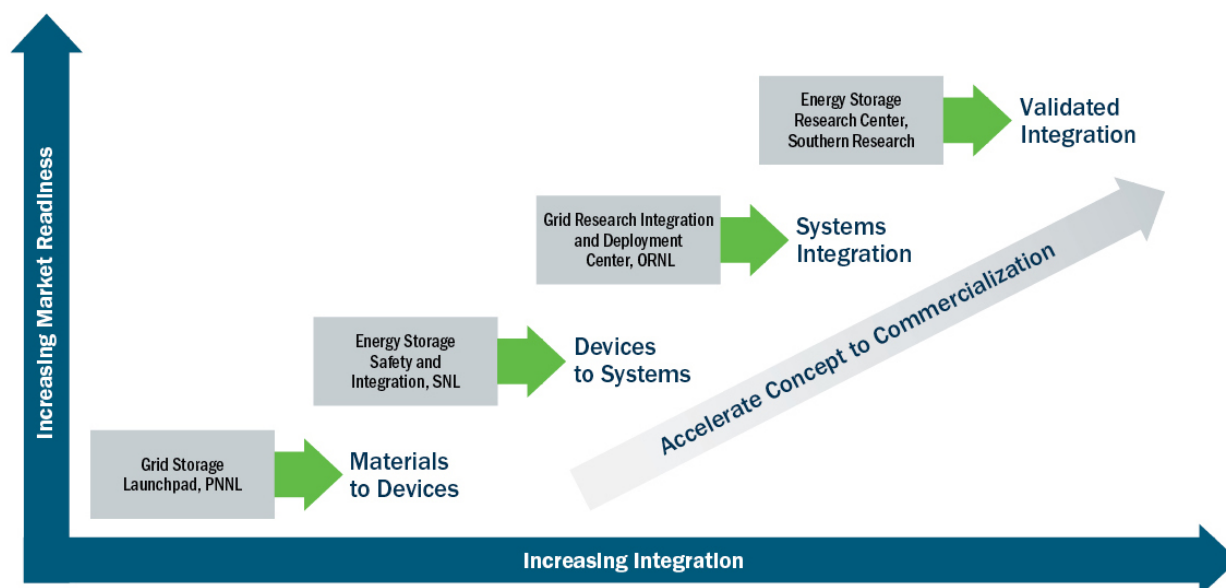 Increasing Market Readiness
Energy Storage
Research Center,
Southern Research
Validated
Integration
Grid Research Integration
and Deployment
Center, ORNL
Systems
Integration
Energy Storage
Safety and
Integration, SNL
Devices
to Systems
Grid Storage
Launchpad, PNNL
Materials
to Devices
Accelerate Concept to Commercialization
Increasing Integration